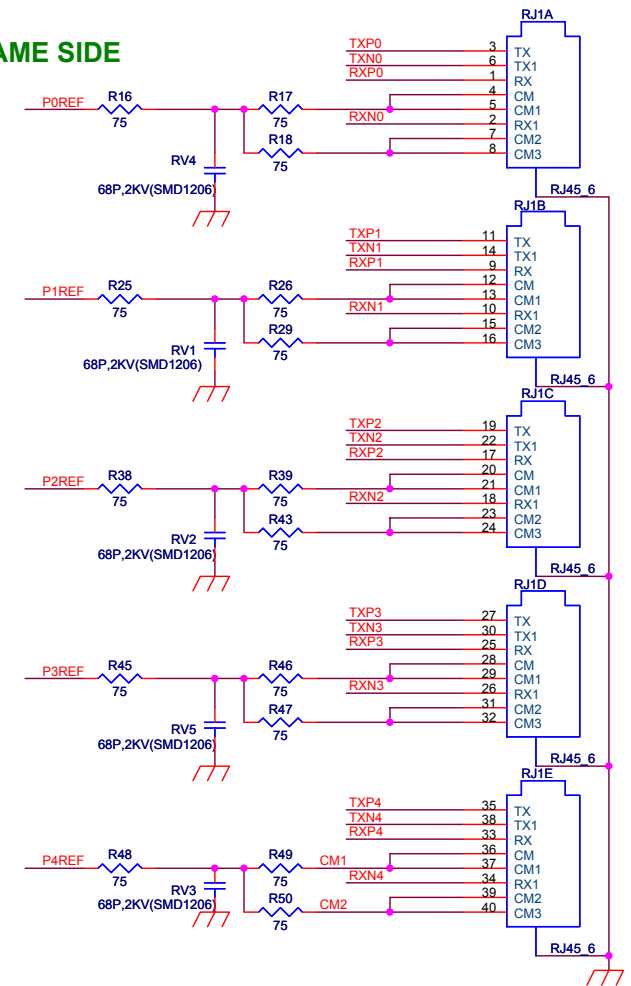 AME SIDE
RJ1A
TXP0 3 TX
TXN0 6 TX1
RXP0 1 RX
4 CM
P0REF R16 R17 5 CM1
75 75 RXN0 2 RX1
R18 7 CM2
RV4 75 8 CM3
68P,2KV(SMD1206)
RJ45_6
RJ1B
TXP1 11 TX
TXN1 14 TX1
RXP1 9 RX
12 CM
P1REF R25 R26 13 CM1
75 75 RXN1 10 RX1
R29 15 CM2
RV1 75 16 CM3
68P,2KV(SMD1206)
RJ45_6
RJ1C
TXP2 19 TX
TXN2 22 TX1
RXP2 17 RX
20 CM
P2REF R38 R39 21 CM1
75 75 RXN2 18 RX1
R43 23 CM2
RV2 75 24 CM3
68P,2KV(SMD1206)
RJ45_6
RJ1D
TXP3 27 TX
TXN3 30 TX1
RXP3 25 RX
28 CM
P3REF R45 R46 29 CM1
75 75 RXN3 26 RX1
R47 31 CM2
RV5 75 32 CM3
68P,2KV(SMD1206)
RJ45_6
RJ1E
TXP4 35 TX
TXN4 38 TX1
RXP4 33 RX
36 CM
P4REF R48 R49 CM1 37 CM1
75 75 RXN4 34 RX1
RV3 R50 CM2 39 CM2
68P,2KV(SMD1206) 75 40 CM3
RJ45_6